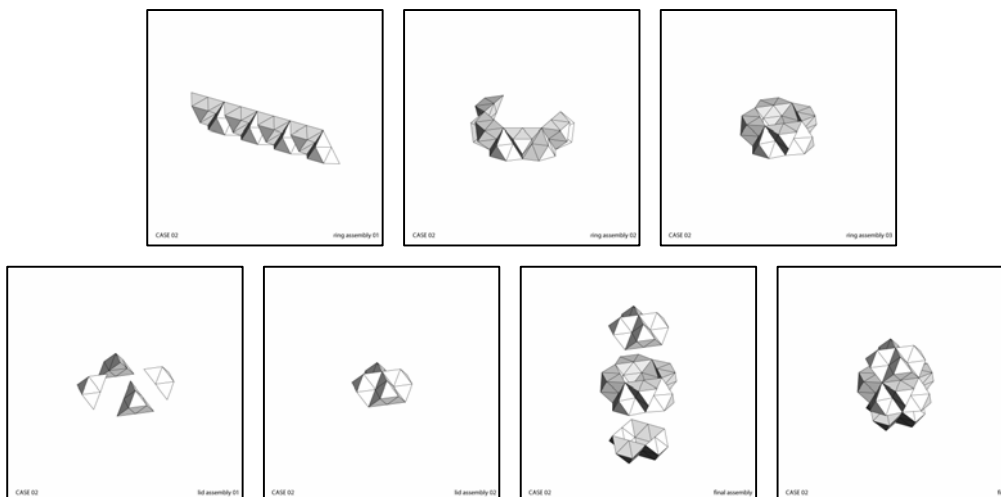 CASE 02
ring assembly 01
CASE 02
ring assembly 02
CASE 02
ring assembly 03
CASE 02
lid assembly 01
CASE 02
lid assembly 02
CASE 02
final assembly
CASE 02